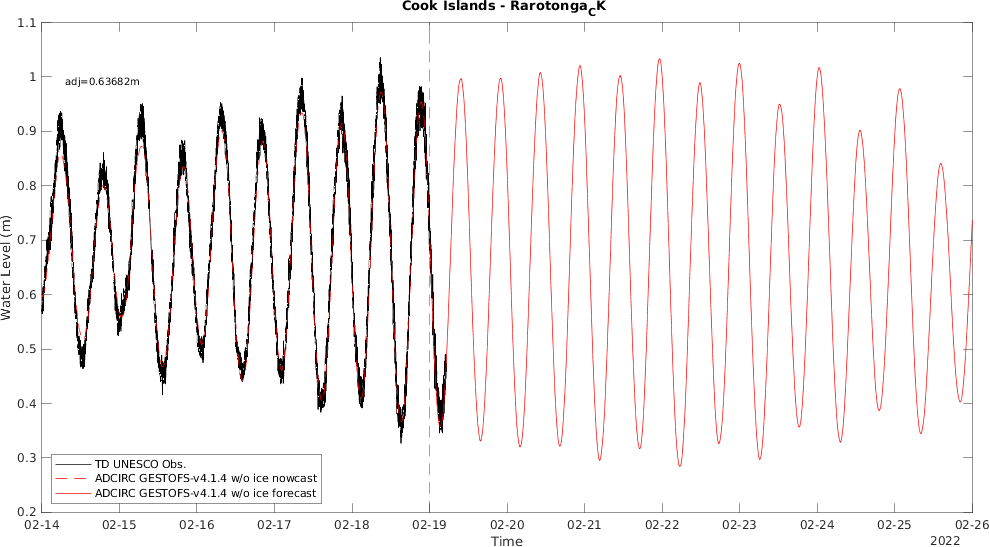 Cook Islands - Rarotonga_CK
1.1
1
0.9
0.8
0.7
0.6
0.5
0.4
0.3
0.2
Water Level (m)
adj=0.63682m
TD UNESCO Obs.
ADCIRC GESTOFS-v4.1.4 w/o ice nowcast
ADCIRC GESTOFS-v4.1.4 w/o ice forecast
02-14 02-15 02-16 02-17 02-18 02-19 02-20 02-21 02-22 02-23 02-24 02-25 02-26
Time
2022